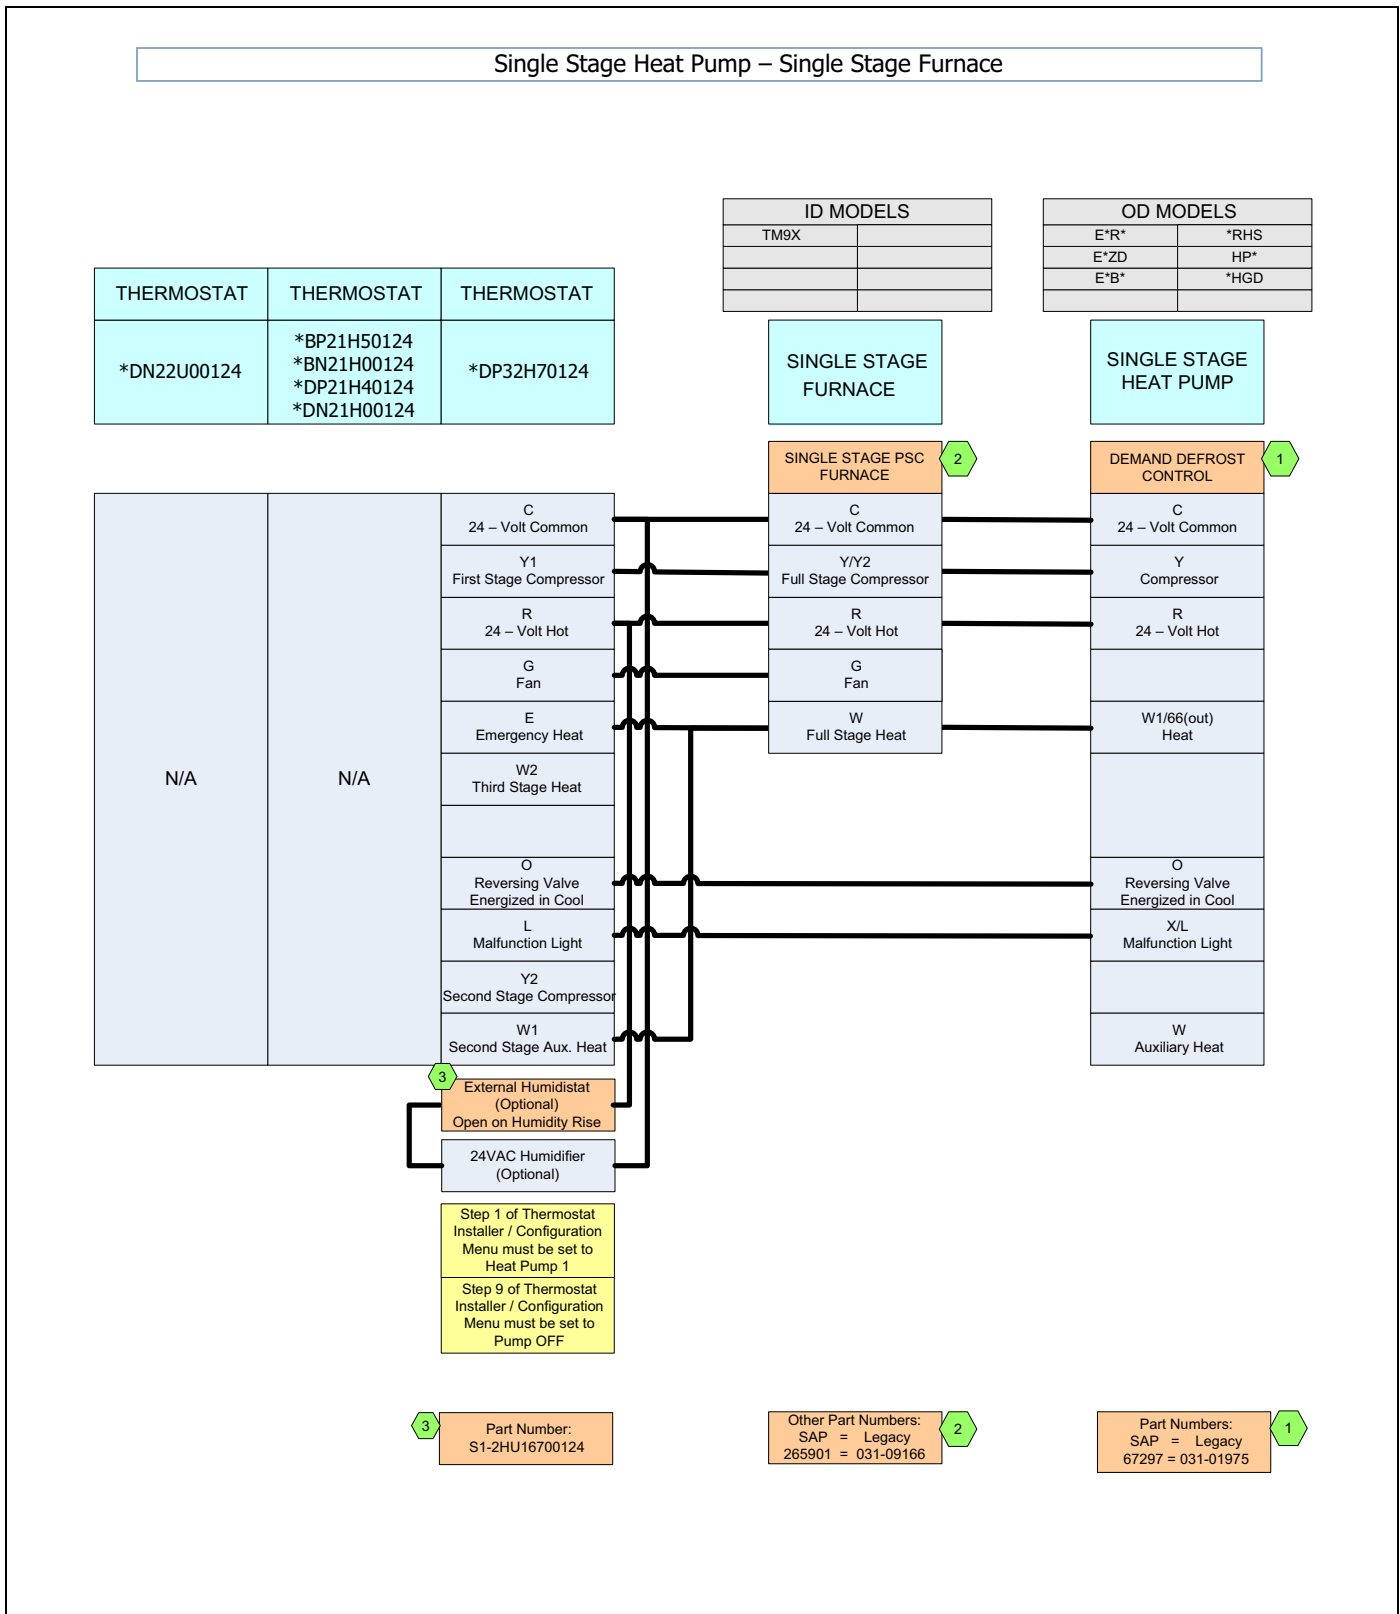 Single Stage Heat Pump – Single Stage Furnace
ID MODELS
TM9X
OD MODELS
E*R* *RHS
E*ZD HP*
E*B* *HGD
THERMOSTAT
*DN22U00124
THERMOSTAT
*BP21H50124
*BN21H00124
*DP21H40124
*DN21H00124
THERMOSTAT
*DP32H70124
SINGLE STAGE
FURNACE
SINGLE STAGE
HEAT PUMP
SINGLE STAGE PSC
FURNACE
2
DEMAND DEFROST
CONTROL
1
N/A
N/A
C
24 – Volt Common
Y1
First Stage Compressor
R
24 – Volt Hot
G
Fan
E
Emergency Heat
W2
Third Stage Heat
O
Reversing Valve
Energized in Cool
L
Malfunction Light
Y2
Second Stage Compressor
W1
Second Stage Aux. Heat
C
24 – Volt Common
Y/Y2
Full Stage Compressor
R
24 – Volt Hot
G
Fan
W
Full Stage Heat
C
24 – Volt Common
Y
Compressor
R
24 – Volt Hot
W1/66(out)
Heat
O
Reversing Valve
Energized in Cool
X/L
Malfunction Light
W
Auxiliary Heat
3
External Humidistat
(Optional)
Open on Humidity Rise
24VAC Humidifier
(Optional)
Step 1 of Thermostat
Installer / Configuration
Menu must be set to
Heat Pump 1
Step 9 of Thermostat
Installer / Configuration
Menu must be set to
Pump OFF
3
Part Number:
S1-2HU16700124
Other Part Numbers:
SAP = Legacy
265901 = 031-09166
2
Part Numbers:
SAP = Legacy
67297 = 031-01975
1